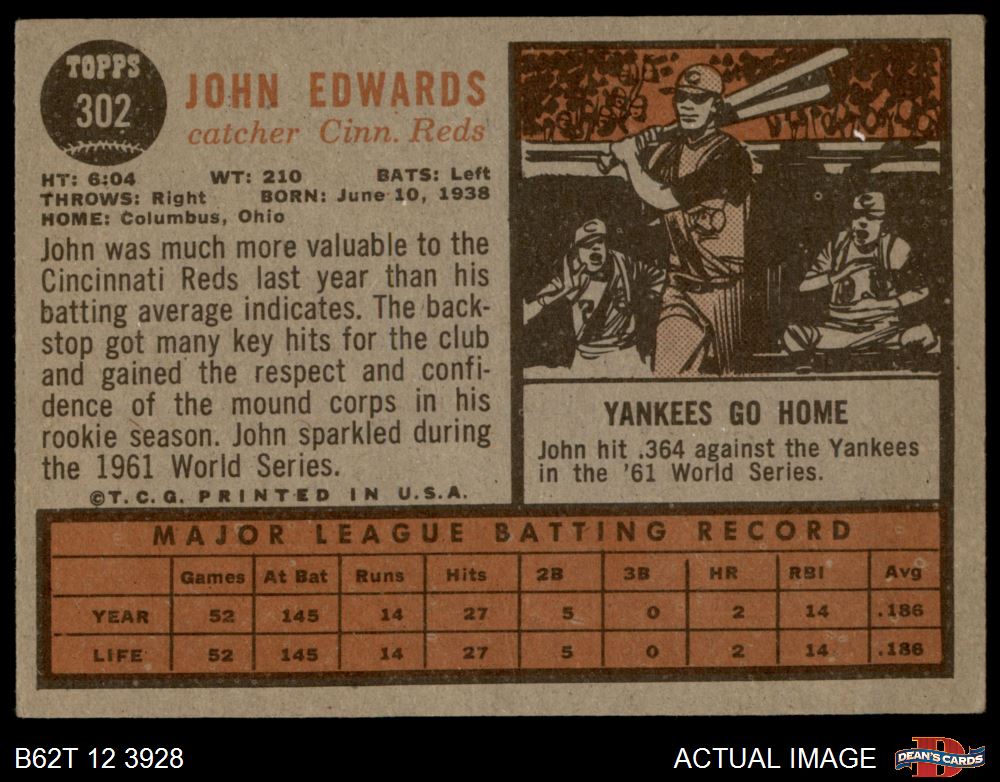 TOPPS
302
JOHN EDWARDS
catcher Cinn. Reds
HT: 6:04 WT: 210 BATS: Left
THROWS: Right BORN: June 10, 1938
HOME: Columbus, Ohio
John was much more valuable to the
Cincinnati Reds last year than his
batting average indicates. The back-
stop got many key hits for the club
and gained the respect and confi-
dence of the mound corps in his
rookie season. John sparkled during
the 1961 World Series.
©T.C.G. PRINTED IN U.S.A.
C
C
C
YANKEES GO HOME
John hit .364 against the Yankees
in the '61 World Series.
MAJOR LEAGUE BATTING RECORD
Games At Bat Runs Hits 2B 3B HR RBI Avg
YEAR 52 145 14 27 5 0 2 14 .186
LIFE 52 145 14 27 5 0 2 14 .186
B62T 12 3928
ACTUAL IMAGE
D
DEAN'S CARDS